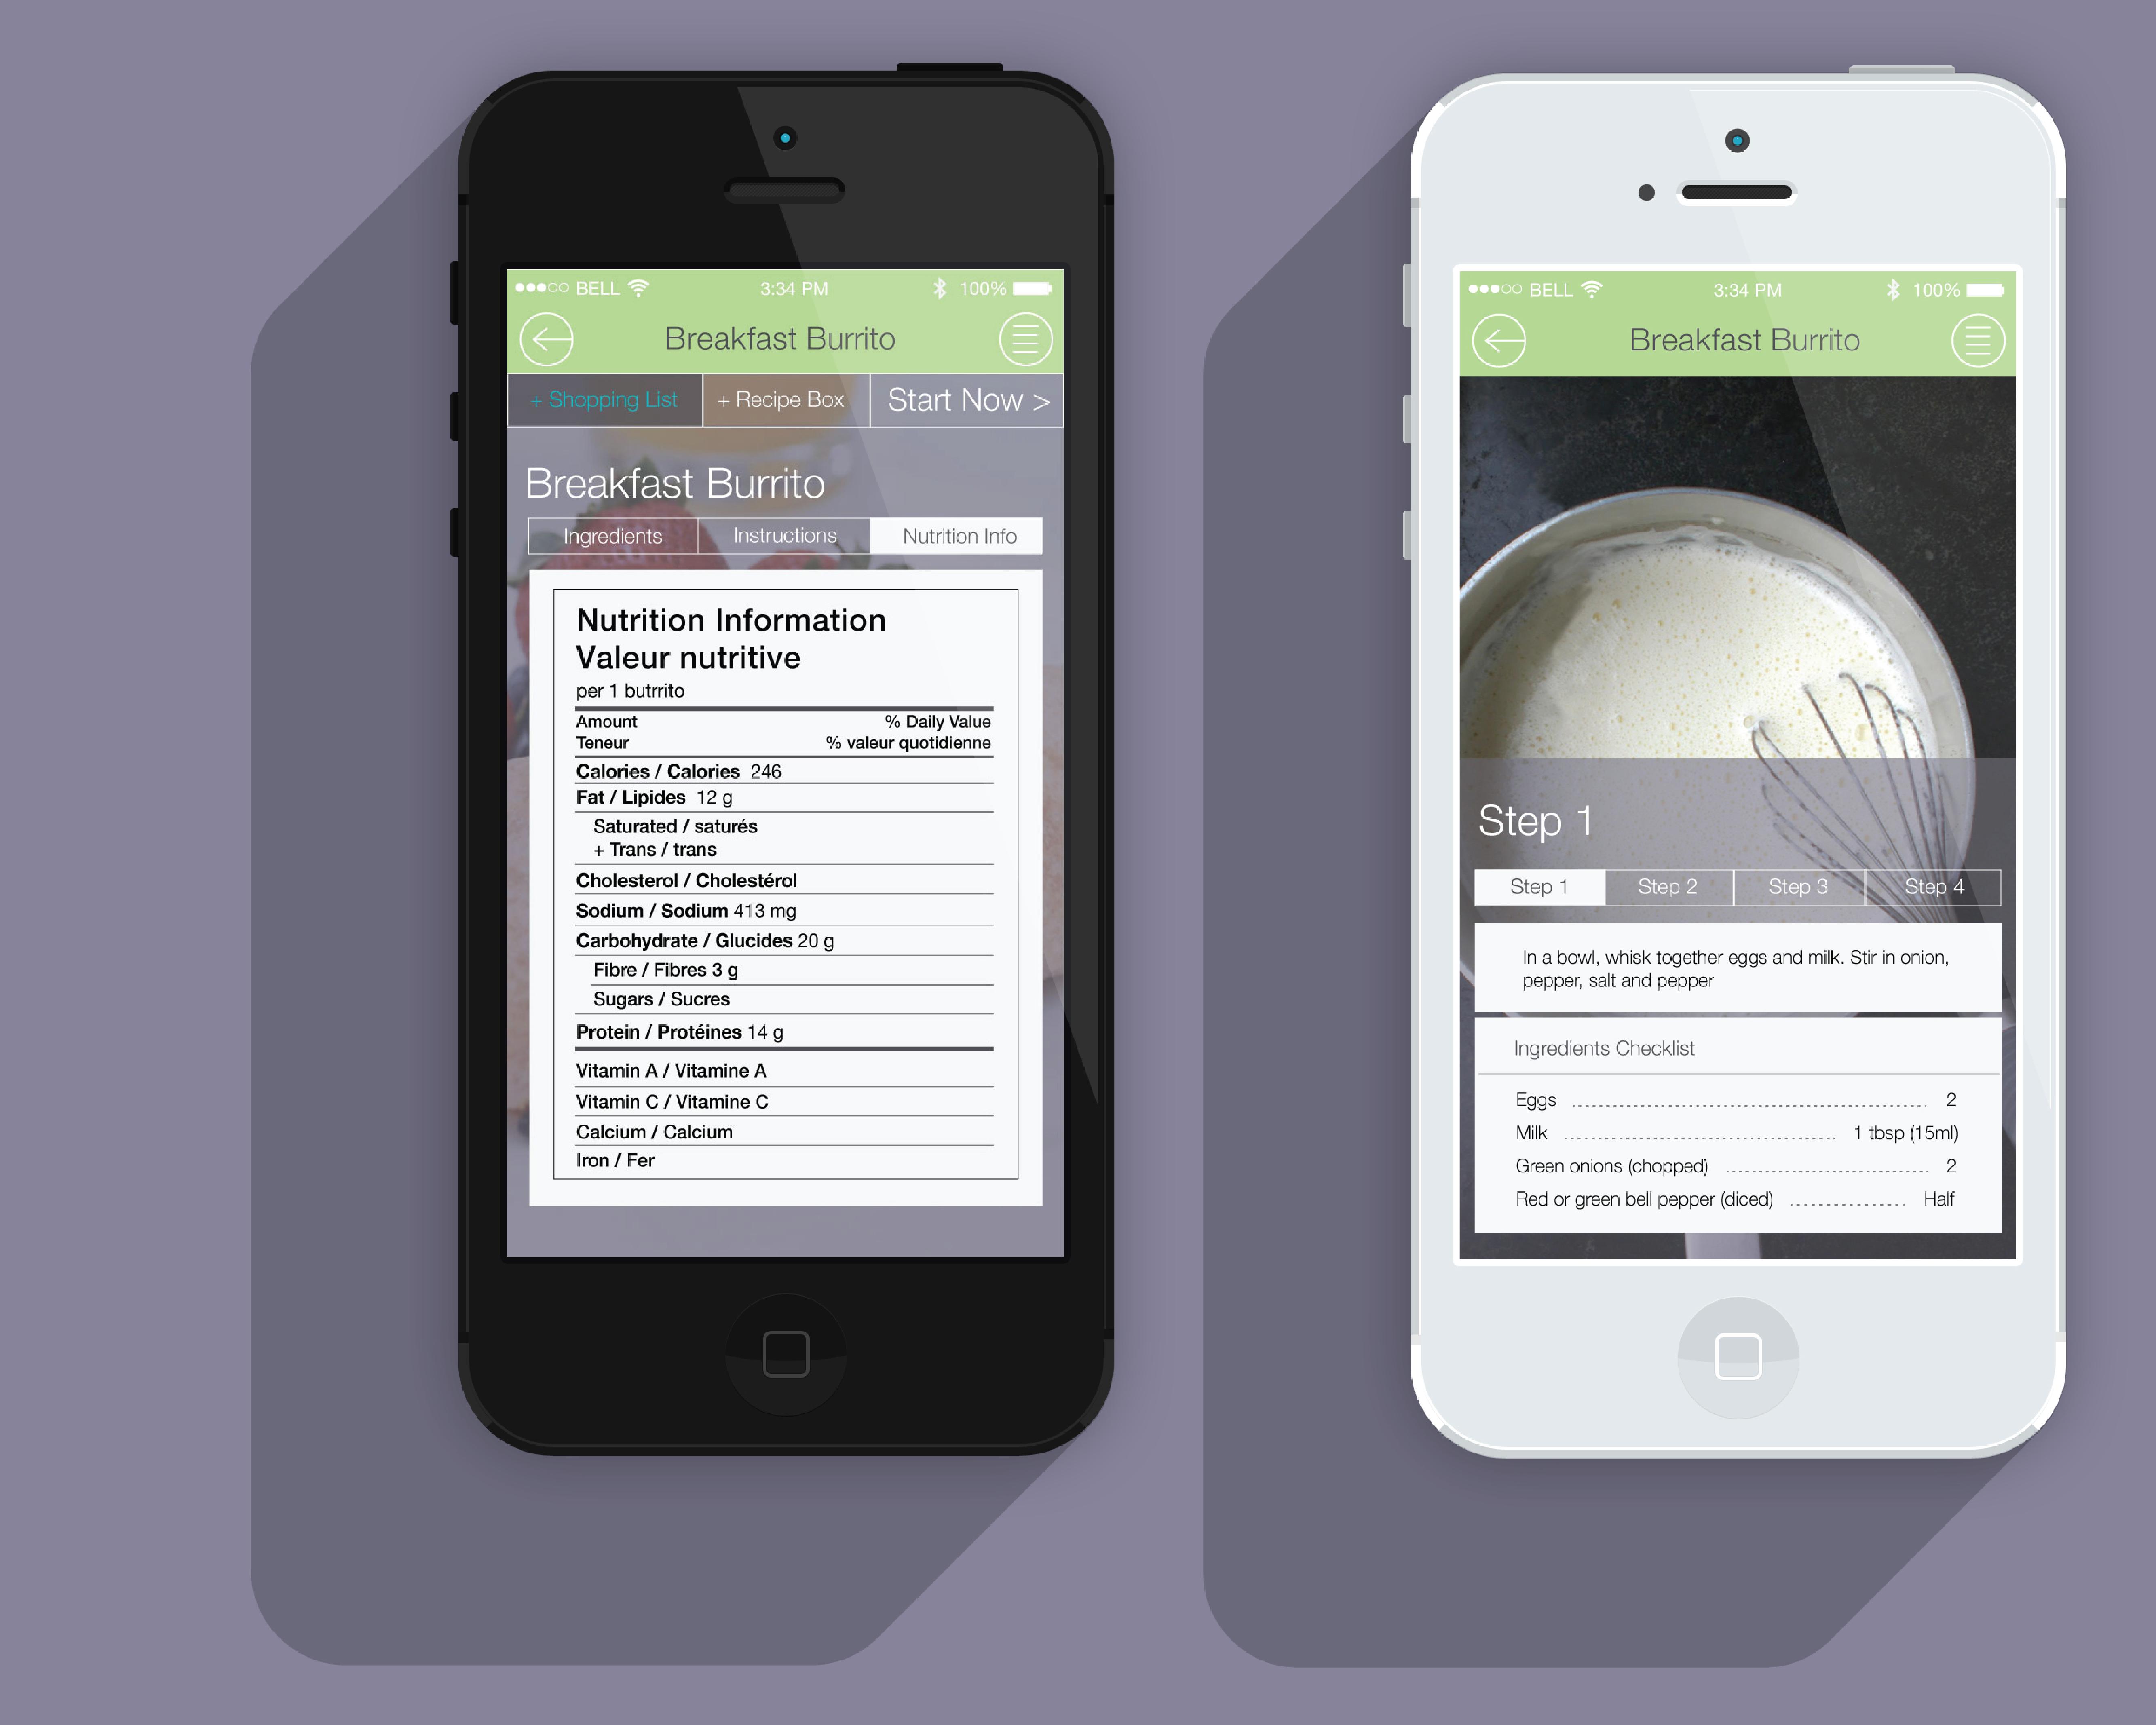 BELL 3:34 PM 100%
Breakfast Burrito
+ Shopping List + Recipe Box Start Now >
Breakfast Burrito
Ingredients Instructions Nutrition Info
Nutrition Information
Valeur nutritive
per 1 butrrito
Amount % Daily Value
Teneur % valeur quotidienne
Calories / Calories 246
Fat / Lipides 12 g
Saturated / saturés
+ Trans / trans
Cholesterol / Cholestérol
Sodium / Sodium 413 mg
Carbohydrate / Glucides 20 g
Fibre / Fibres 3 g
Sugars / Sucres
Protein / Protéines 14 g
Vitamin A / Vitamine A
Vitamin C / Vitamine C
Calcium / Calcium
Iron / Fer
BELL 3:34 PM 100%
Breakfast Burrito
Step 1
Step 1 Step 2 Step 3 Step 4
In a bowl, whisk together eggs and milk. Stir in onion,
pepper, salt and pepper
Ingredients Checklist
Eggs 2
Milk 1 tbsp (15ml)
Green onions (chopped) 2
Red or green bell pepper (diced) Half